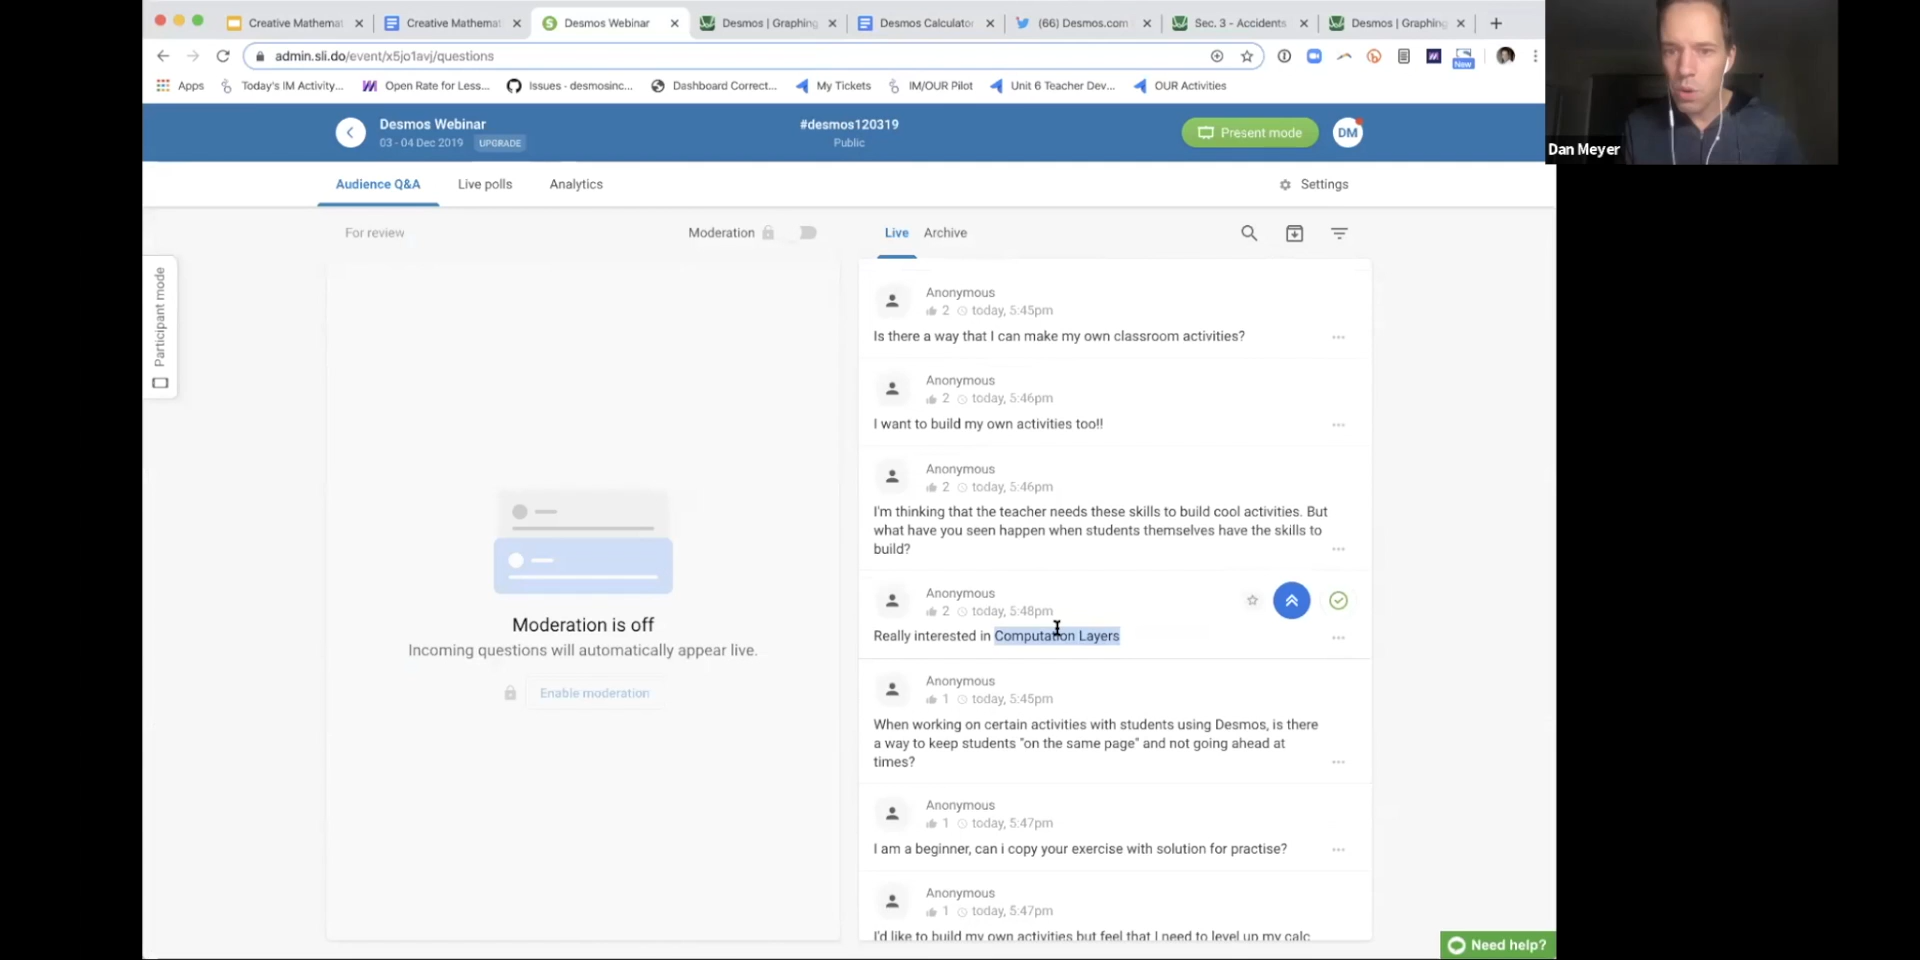 Creative Mathemat
Creative Mathemat
Desmos Webinar
Desmos | Graphing
Desmos Calculator
(66) Desmos.com
Sec. 3 - Accidents
Desmos | Graphing
admin.sli.do/event/x5jo1avj/questions
New
Apps
Today's IM Activity...
Open Rate for Less...
Issues · desmosinc...
Dashboard Correct...
My Tickets
IM/OUR Pilot
Unit 6 Teacher Dev...
OUR Activities
Dan Meyer
Desmos Webinar
03 - 04 Dec 2019 UPGRADE
#desmos120319
Public
Present mode
DM
Audience Q&A
Live polls
Analytics
Settings
For review
Moderation
Live
Archive
Participant mode
Moderation is off
Incoming questions will automatically appear live.
Enable moderation
Anonymous
2 today, 5:45pm
Is there a way that I can make my own classroom activities?
Anonymous
2 today, 5:46pm
I want to build my own activities too!!
Anonymous
2 today, 5:46pm
I'm thinking that the teacher needs these skills to build cool activities. But
what have you seen happen when students themselves have the skills to
build?
Anonymous
2 today, 5:48pm
Really interested in Computation Layers
Anonymous
1 today, 5:45pm
When working on certain activities with students using Desmos, is there
a way to keep students "on the same page" and not going ahead at
times?
Anonymous
1 today, 5:47pm
I am a beginner, can i copy your exercise with solution for practise?
Anonymous
1 today, 5:47pm
I'd like to build my own activities but feel that I need to level up my calc
Need help?